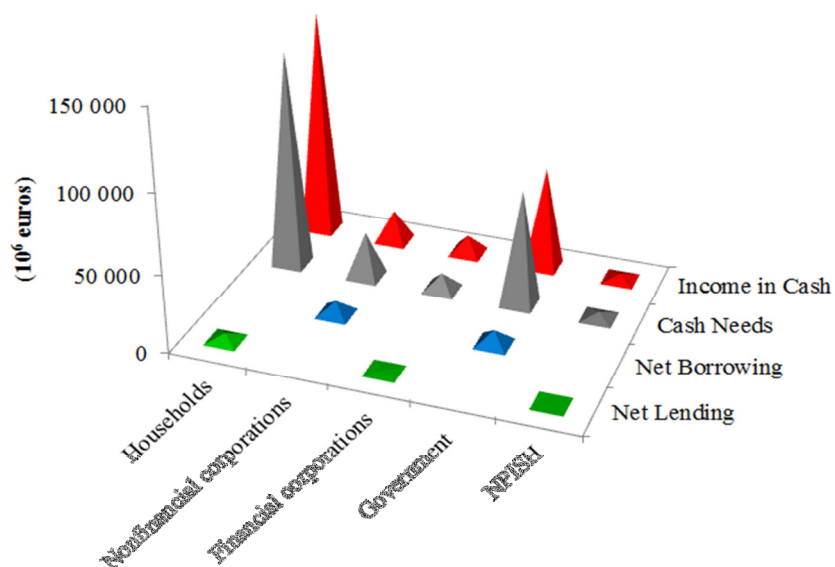 150 000
100 000
50 000
0
(10⁶ euros)
Households
Nonfinancial corporations
Financial corporations
Government
NPISH
Income in Cash
Cash Needs
Net Borrowing
Net Lending